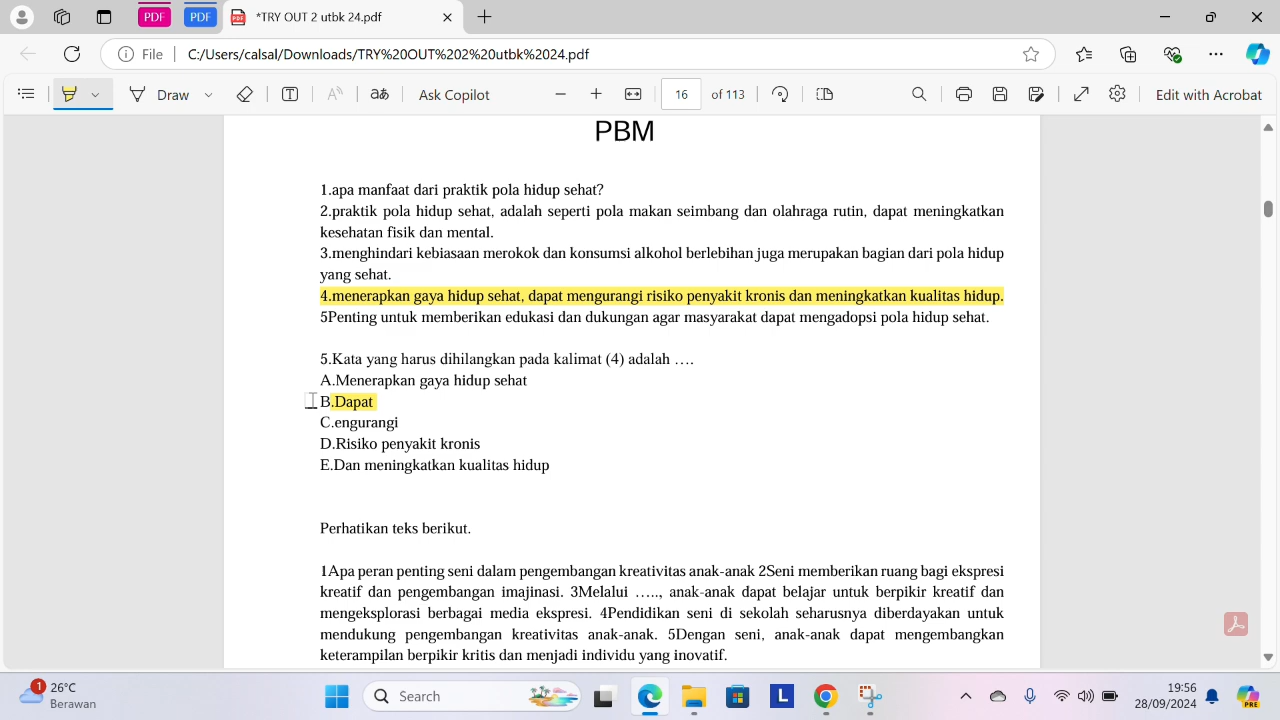 PDF
PDF
PDF
*TRY OUT 2 utbk 24.pdf
File
C:/Users/calsal/Downloads/TRY%20OUT%202%20utbk%2024.pdf
Draw
aあ
Ask Copilot
16
of 113
Edit with Acrobat
PBM
1.apa manfaat dari praktik pola hidup sehat?
2.praktik pola hidup sehat, adalah seperti pola makan seimbang dan olahraga rutin, dapat meningkatkan
kesehatan fisik dan mental.
3.menghindari kebiasaan merokok dan konsumsi alkohol berlebihan juga merupakan bagian dari pola hidup
yang sehat.
4.menerapkan gaya hidup sehat, dapat mengurangi risiko penyakit kronis dan meningkatkan kualitas hidup.
5Penting untuk memberikan edukasi dan dukungan agar masyarakat dapat mengadopsi pola hidup sehat.
5.Kata yang harus dihilangkan pada kalimat (4) adalah ….
A.Menerapkan gaya hidup sehat
B.Dapat
C.engurangi
D.Risiko penyakit kronis
E.Dan meningkatkan kualitas hidup
Perhatikan teks berikut.
1Apa peran penting seni dalam pengembangan kreativitas anak-anak 2Seni memberikan ruang bagi ekspresi
kreatif dan pengembangan imajinasi. 3Melalui ….., anak-anak dapat belajar untuk berpikir kreatif dan
mengeksplorasi berbagai media ekspresi. 4Pendidikan seni di sekolah seharusnya diberdayakan untuk
mendukung pengembangan kreativitas anak-anak. 5Dengan seni, anak-anak dapat mengembangkan
keterampilan berpikir kritis dan menjadi individu yang inovatif.
1
26°C
Berawan
Search
L
19:56
28/09/2024
PRE